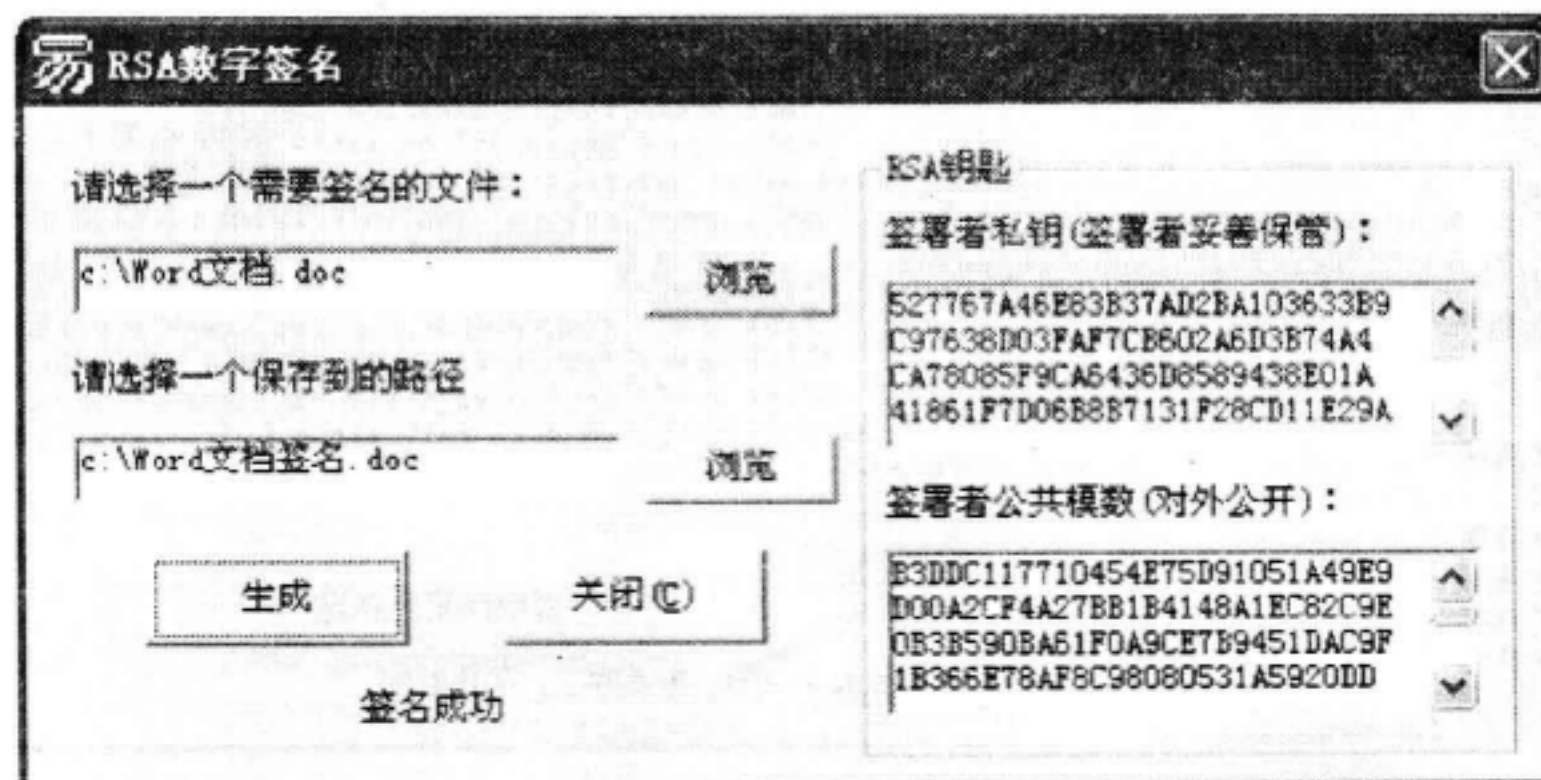 RSA数字签名
请选择一个需要签名的文件：
c:\Word文档.doc
浏览
请选择一个保存到的路径
c:\Word文档签名.doc
浏览
生成
关闭(C)
签名成功
RSA钥匙
签署者私钥(签署者妥善保管)：
527767A46E83B37AD2BA103633B9
C97638D03FAF7CB602A6D3B74A4
CA78085F9CA6436D8589438E01A
41861F7D06B8B7131F28CD11E29A
签署者公共模数(对外公开)：
B3DDC117710454E75D91051A49E9
D00A2CF4A27BB1B4148A1EC82C9E
0B3B590BA61F0A9CE7B9451DAC9F
1B366E78AF8C98080531A5920DD